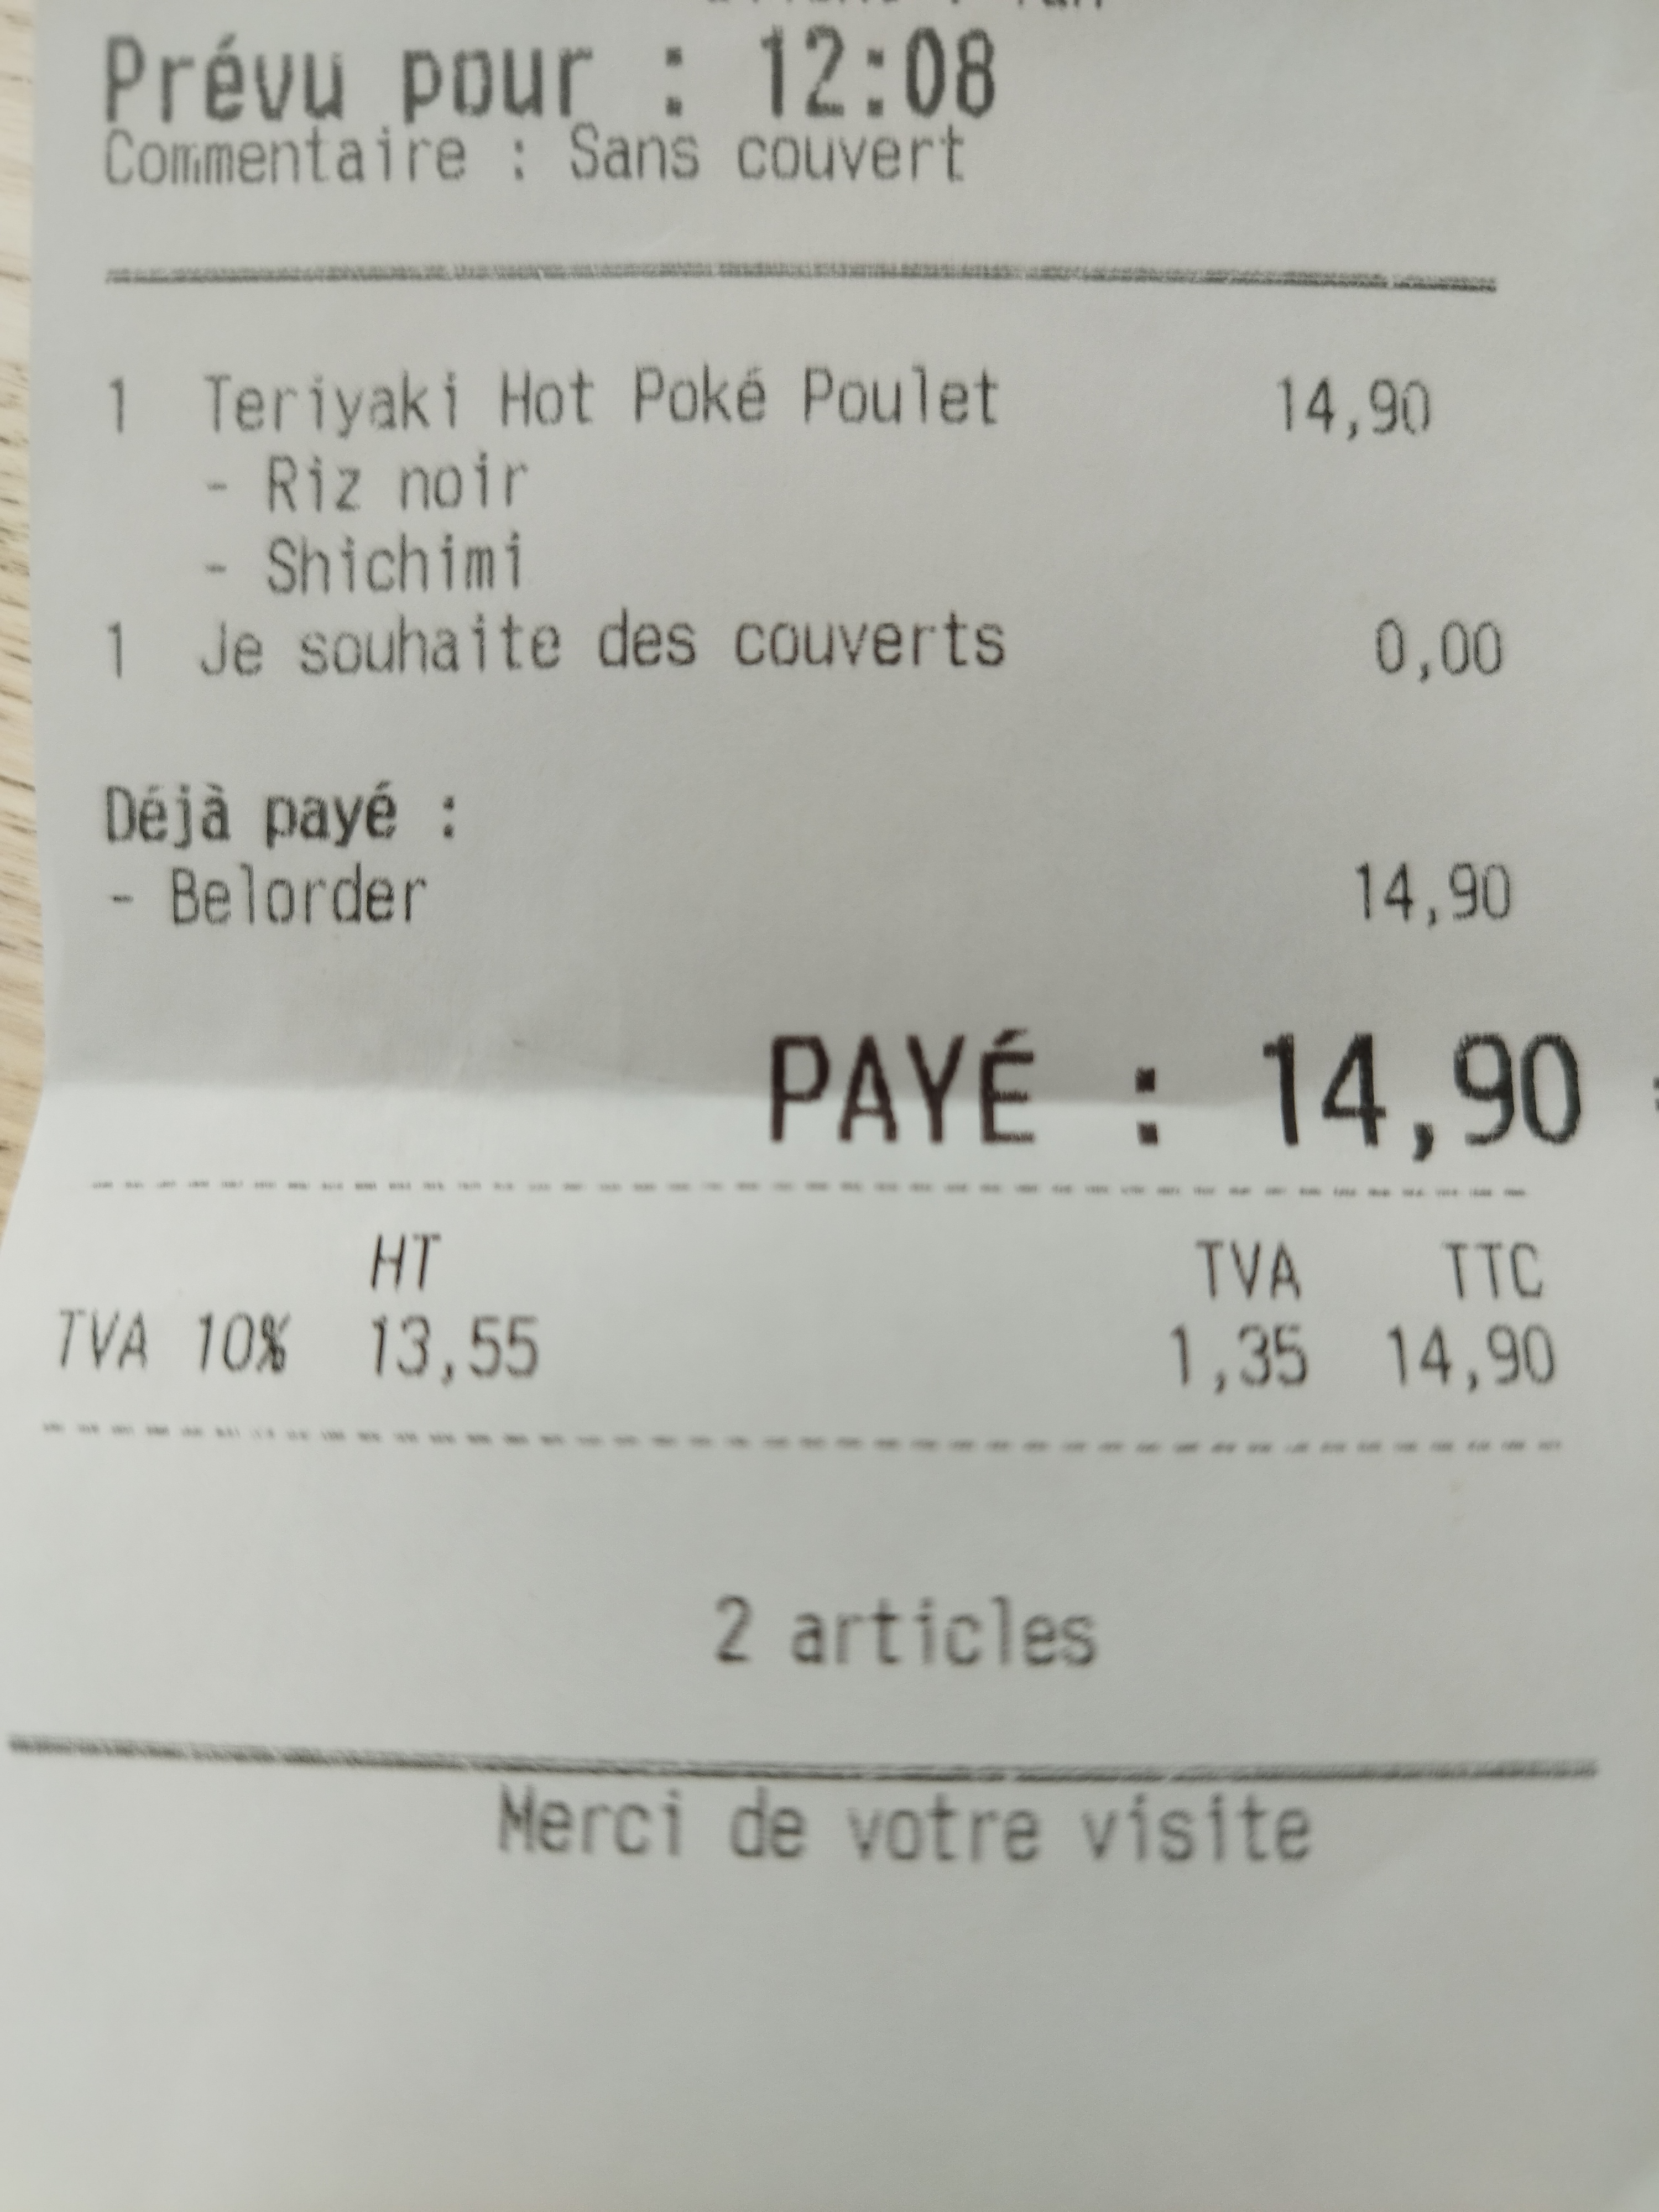 Prévu pour : 12:08
Commentaire : Sans couvert
1 Teriyaki Hot Poké Poulet 14,90
- Riz noir
- Shichimi
1 Je souhaite des couverts 0,00
Déjà payé :
- Belorder 14,90
PAYÉ : 14,90
HT TVA TTC
TVA 10% 13,55 1,35 14,90
2 articles
Merci de votre visite